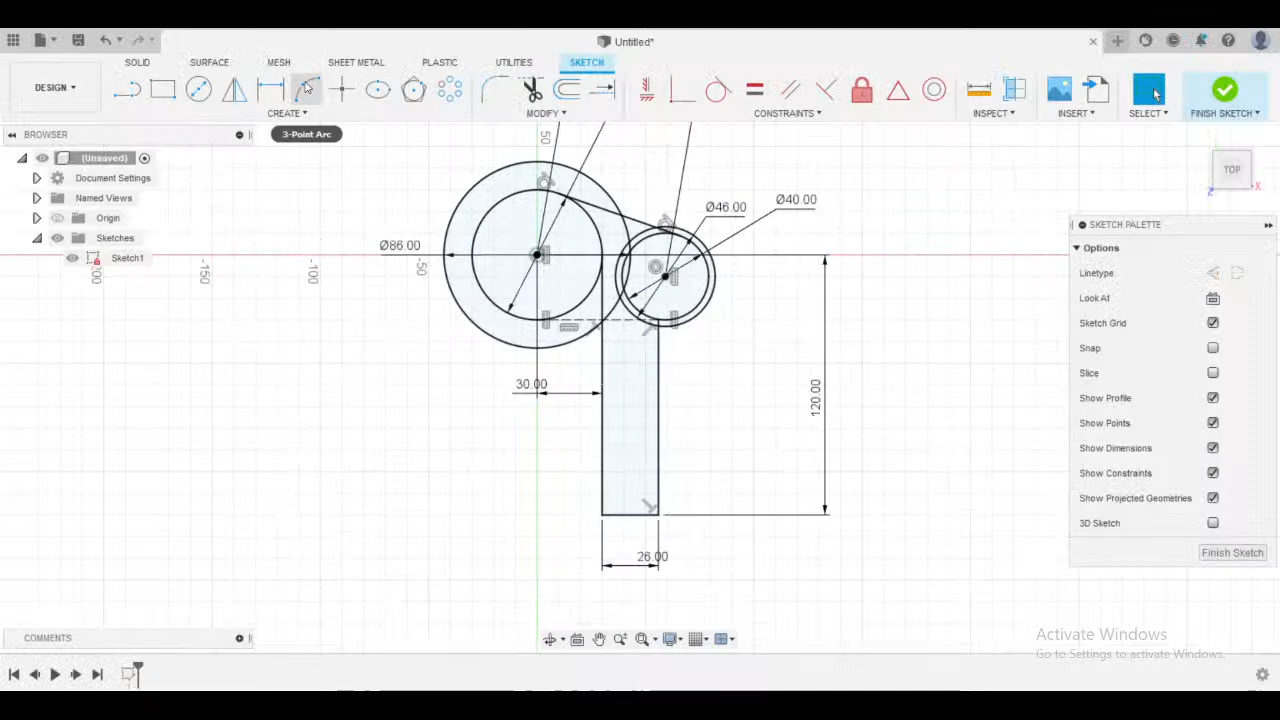 Untitled*
DESIGN
SOLID SURFACE MESH SHEET METAL PLASTIC UTILITIES SKETCH
CREATE MODIFY CONSTRAINTS INSPECT INSERT SELECT FINISH SKETCH
BROWSER
3-Point Arc
(Unsaved)
Document Settings
Named Views
Origin
Sketches
Sketch1
50
-200
-150
-100
-50
Ø86.00
Ø46.00
Ø40.00
30.00
120.00
26.00
TOP
X
Z
SKETCH PALETTE
Options
Linetype
Look At
Sketch Grid
Snap
Slice
Show Profile
Show Points
Show Dimensions
Show Constraints
Show Projected Geometries
3D Sketch
Finish Sketch
COMMENTS
Activate Windows
Go to Settings to activate Windows.